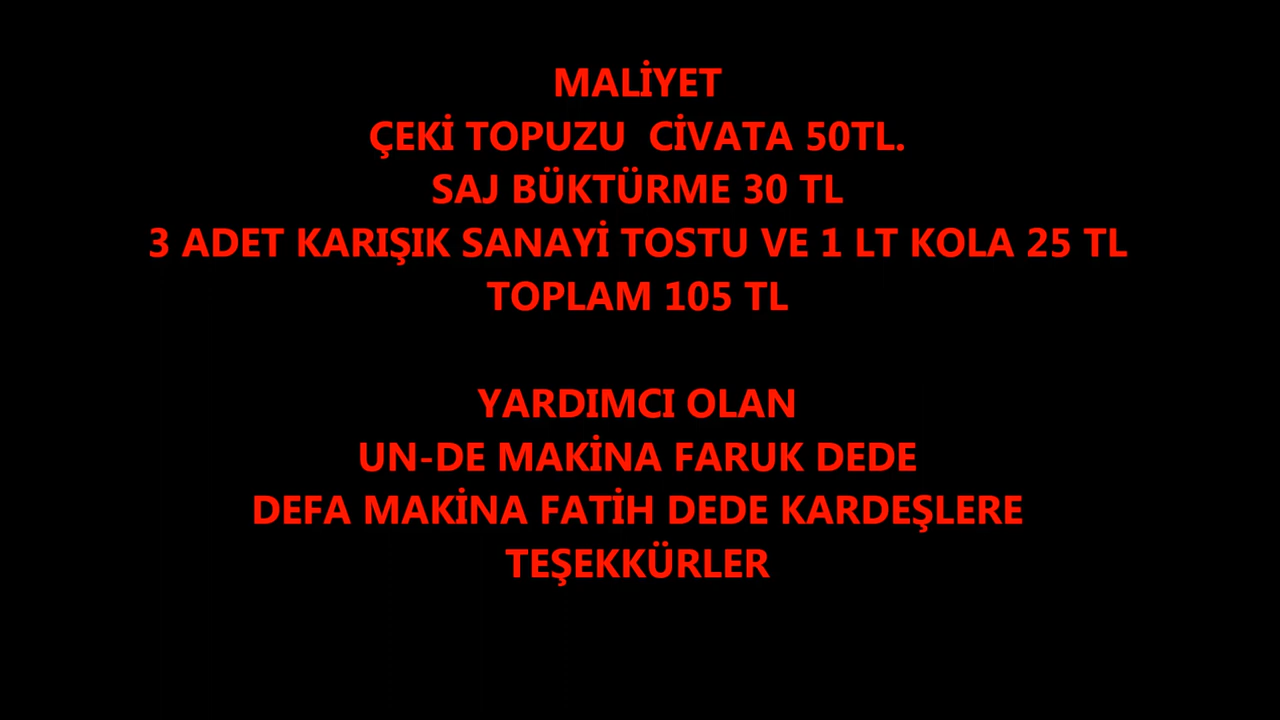 MALİYET
ÇEKİ TOPUZU  CİVATA 50TL.
SAJ BÜKTÜRME 30 TL
3 ADET KARIŞIK SANAYİ TOSTU VE 1 LT KOLA 25 TL
TOPLAM 105 TL
YARDIMCI OLAN
UN-DE MAKİNA FARUK DEDE
DEFA MAKİNA FATİH DEDE KARDEŞLERE
TEŞEKKÜRLER